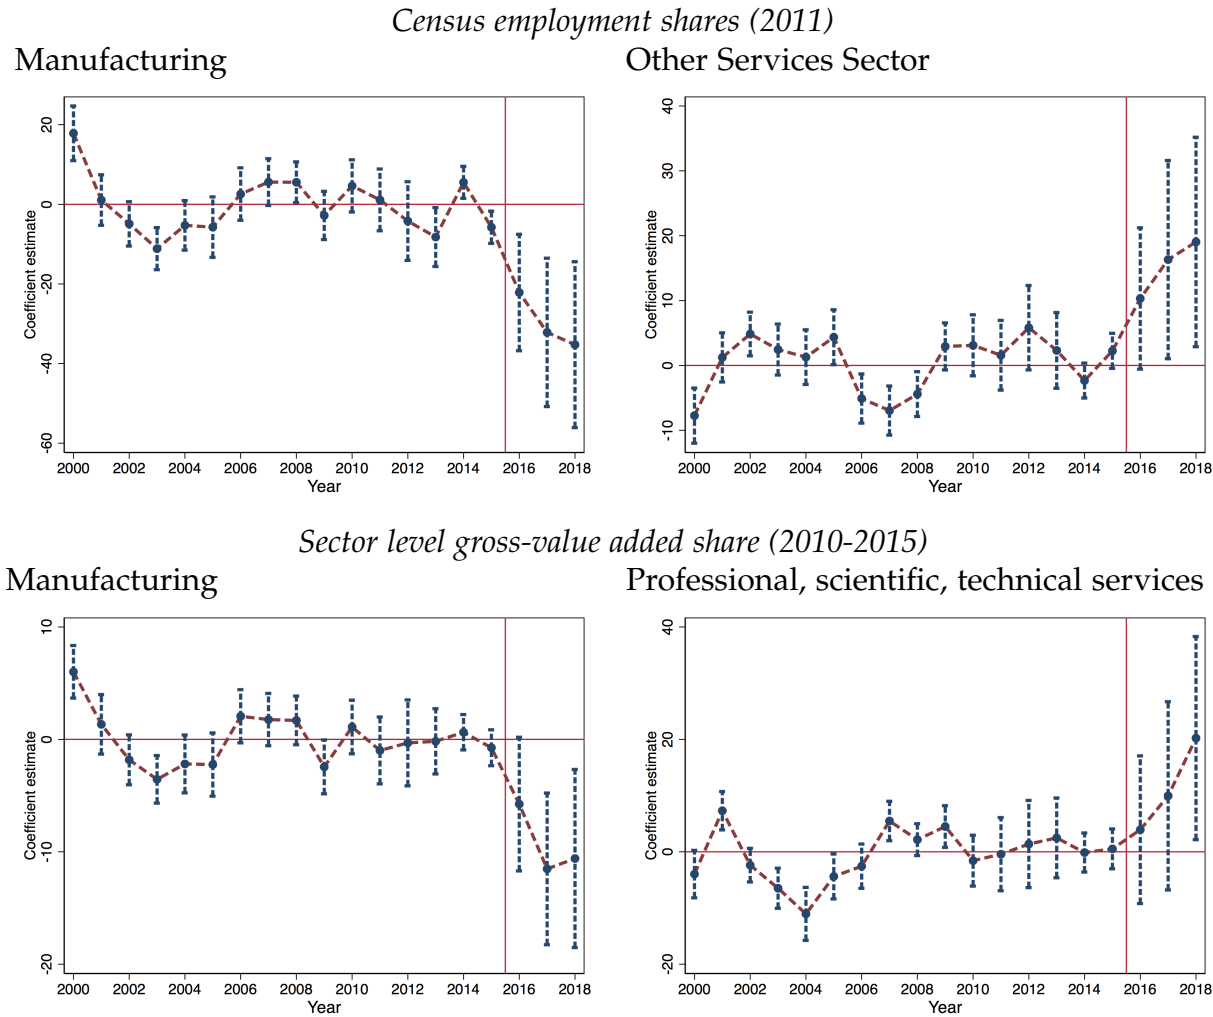 Census employment shares (2011)
Manufacturing
Other Services Sector
Coefficient estimate
20
0
-20
-40
-60
2000 2002 2004 2006 2008 2010 2012 2014 2016 2018
Year
Coefficient estimate
40
30
20
10
0
-10
2000 2002 2004 2006 2008 2010 2012 2014 2016 2018
Year
Sector level gross-value added share (2010-2015)
Manufacturing
Professional, scientific, technical services
Coefficient estimate
10
0
-10
-20
2000 2002 2004 2006 2008 2010 2012 2014 2016 2018
Year
Coefficient estimate
40
20
0
-20
2000 2002 2004 2006 2008 2010 2012 2014 2016 2018
Year